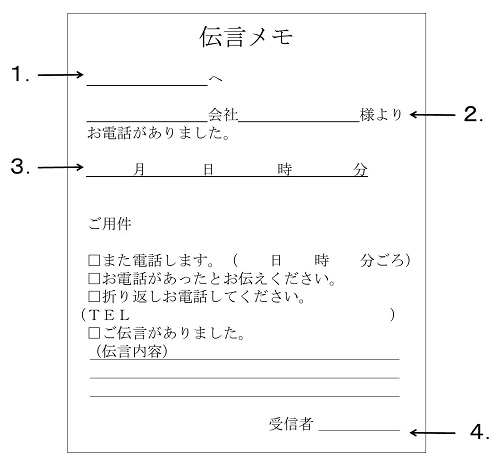 伝言メモ
1. へ
会社 様より 2.
お電話がありました。
3. 月 日 時 分
ご用件
□また電話します。（ 日 時 分ごろ）
□お電話があったとお伝えください。
□折り返しお電話してください。
（ＴＥＬ ）
□ご伝言がありました。
（伝言内容）
受信者 4.